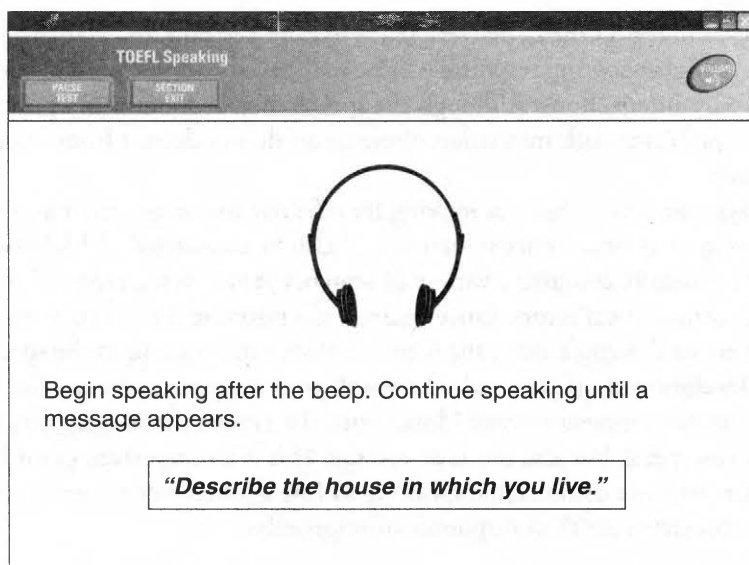 TOEFL Speaking
PAUSE TEST
SECTION EXIT
VOLUME
Begin speaking after the beep. Continue speaking until a
message appears.
“Describe the house in which you live.”